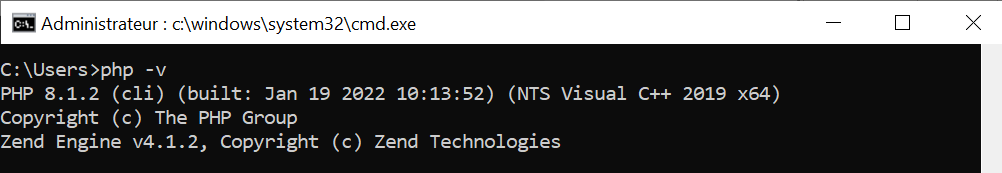 Administrateur : c:\windows\system32\cmd.exe
C:\Users>php -v
PHP 8.1.2 (cli) (built: Jan 19 2022 10:13:52) (NTS Visual C++ 2019 x64)
Copyright (c) The PHP Group
Zend Engine v4.1.2, Copyright (c) Zend Technologies